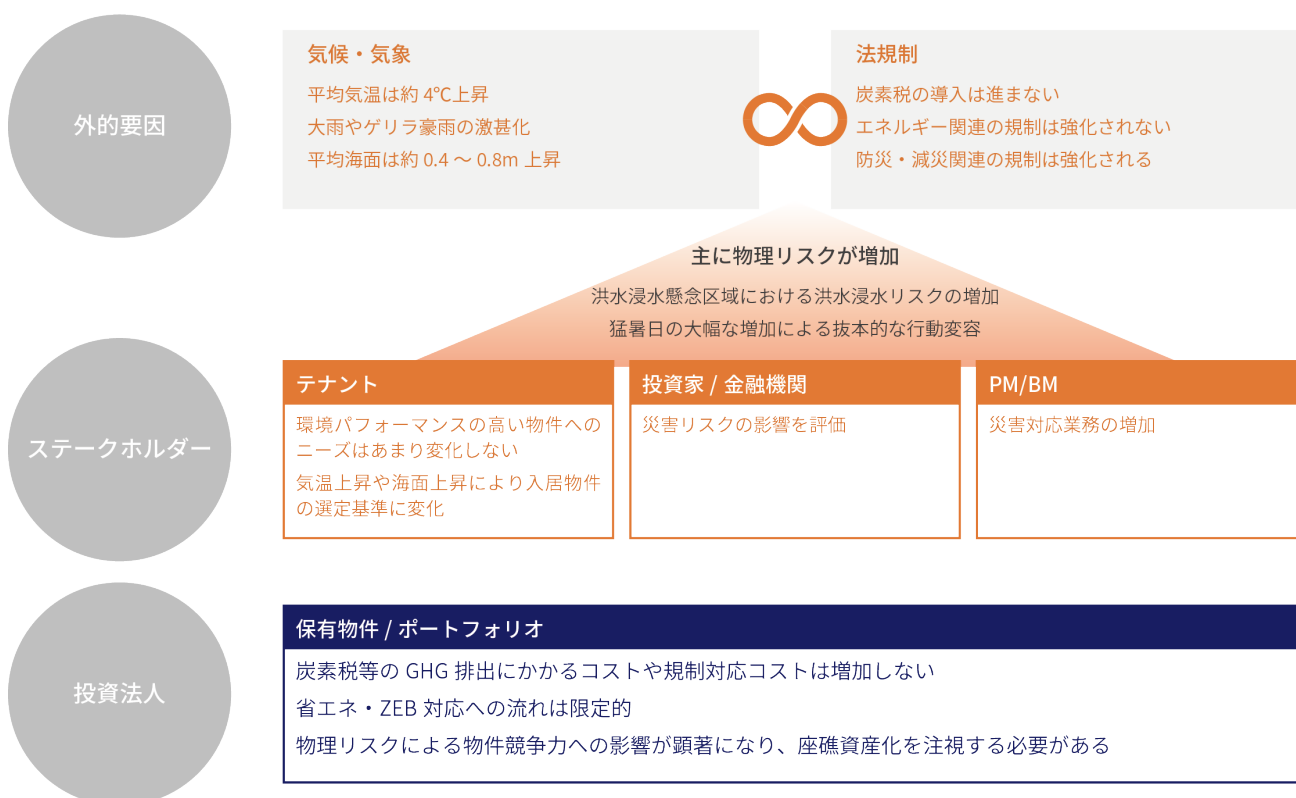 外的要因
気候・気象
平均気温は約 4℃上昇
大雨やゲリラ豪雨の激甚化
平均海面は約 0.4 ～ 0.8m 上昇
法規制
炭素税の導入は進まない
エネルギー関連の規制は強化されない
防災・減災関連の規制は強化される
主に物理リスクが増加
洪水浸水懸念区域における洪水浸水リスクの増加
猛暑日の大幅な増加による抜本的な行動変容
ステークホルダー
テナント
環境パフォーマンスの高い物件への
ニーズはあまり変化しない
気温上昇や海面上昇により入居物件
の選定基準に変化
投資家 / 金融機関
災害リスクの影響を評価
PM/BM
災害対応業務の増加
投資法人
保有物件 / ポートフォリオ
炭素税等の GHG 排出にかかるコストや規制対応コストは増加しない
省エネ・ZEB 対応への流れは限定的
物理リスクによる物件競争力への影響が顕著になり、座礁資産化を注視する必要がある